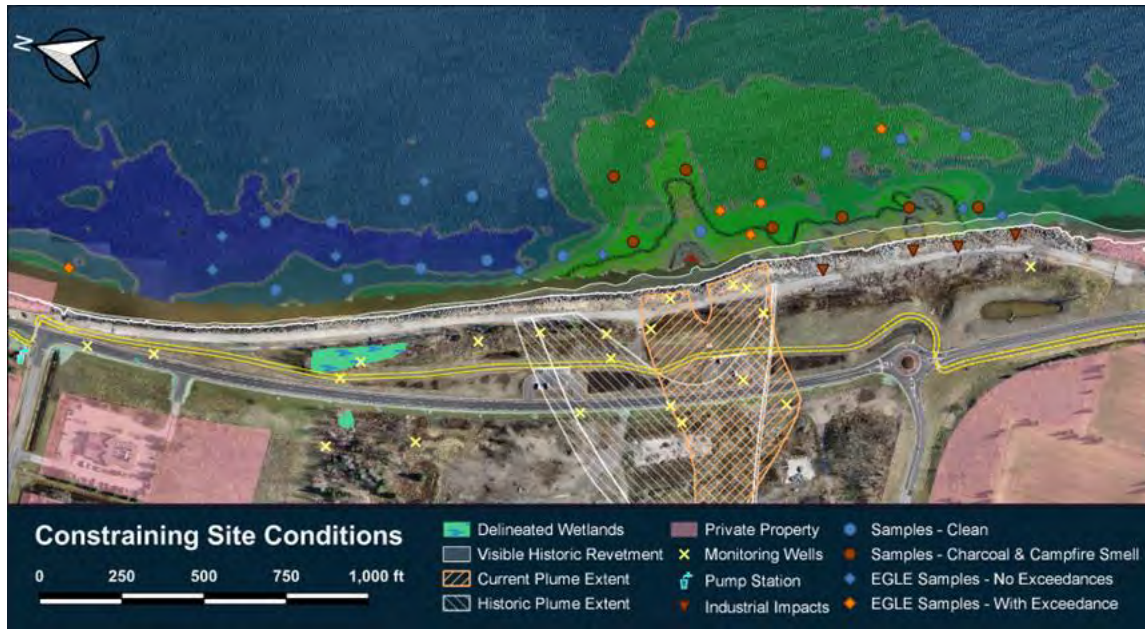 N
Constraining Site Conditions
0 250 500 750 1,000 ft
Delineated Wetlands
Visible Historic Revetment
Current Plume Extent
Historic Plume Extent
Private Property
Monitoring Wells
Pump Station
Industrial Impacts
Samples - Clean
Samples - Charcoal & Campfire Smell
EGLE Samples - No Exceedances
EGLE Samples - With Exceedance